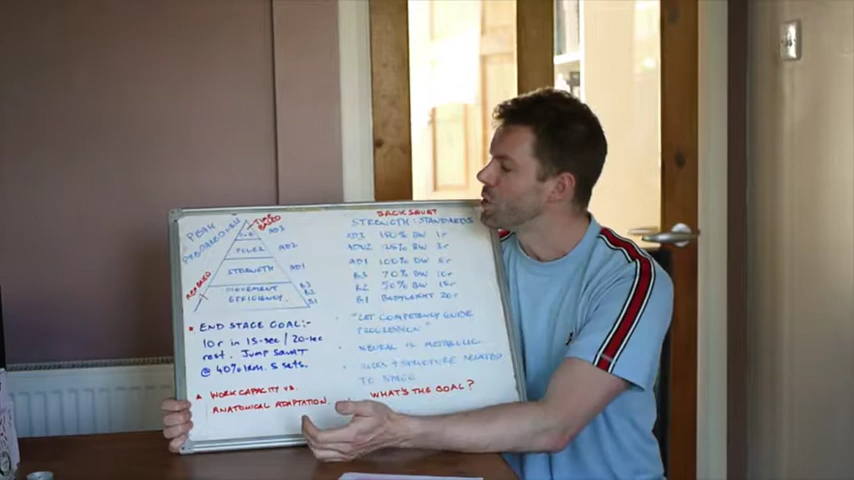 PEAK
TIME BASED
AD3
POWER
AD2
STRENGTH
AD1
REP BASED
MOVEMENT
EFFICIENCY
B3
B2
B1
• END STAGE GOAL:-
10r in 15-sec/20-sec
rest. JUMP SQUAT
@ 40% 1RM. 5 SETS.
• WORK CAPACITY VS.
ANATOMICAL ADAPTATION.
BACK SQUAT
STRENGTH STANDARDS
AD3 150% BW 1r
AD2 125% BW 3r
AD1 100% BW 5r
B3 70% BW 10r
B2 50% BW 15r
B1 BODYWEIGHT 20r
• "LET COMPETENCY GUIDE
PROGRESSION"
• NEURAL VS METABOLIC
• STRUCTURE RELATED
TO SPACE
WHAT'S THE GOAL?